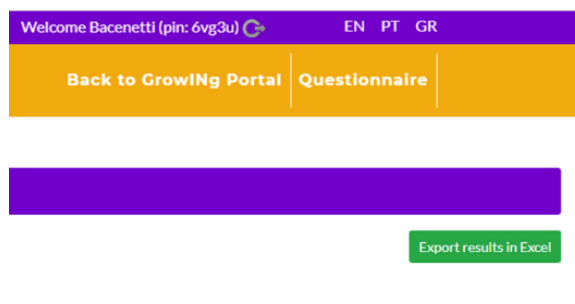 Welcome Bacenetti (pin: 6vg3u) EN PT GR
Back to GrowINg Portal Questionnaire
Export results in Excel